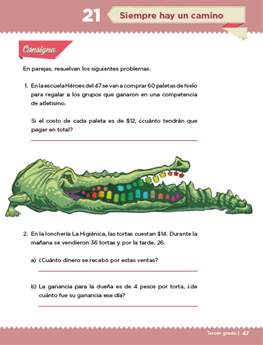 21 Siempre hay un camino
Consigna
En parejas, resuelvan los siguientes problemas.
1. En la escuela Héroes del 47 se van a comprar 60 paletas de hielo
para regalar a los grupos que ganaron en una competencia
de atletismo.
Si el costo de cada paleta es de $12, ¿cuánto tendrán que
pagar en total?
2. En la lonchería La Higiénica, las tortas cuestan $14. Durante la
mañana se vendieron 36 tortas y por la tarde, 26.
a) ¿Cuánto dinero se recabó por estas ventas?
b) La ganancia para la dueña es de 4 pesos por torta, ¿de
cuánto fue su ganancia ese día?
Tercer grado | 47